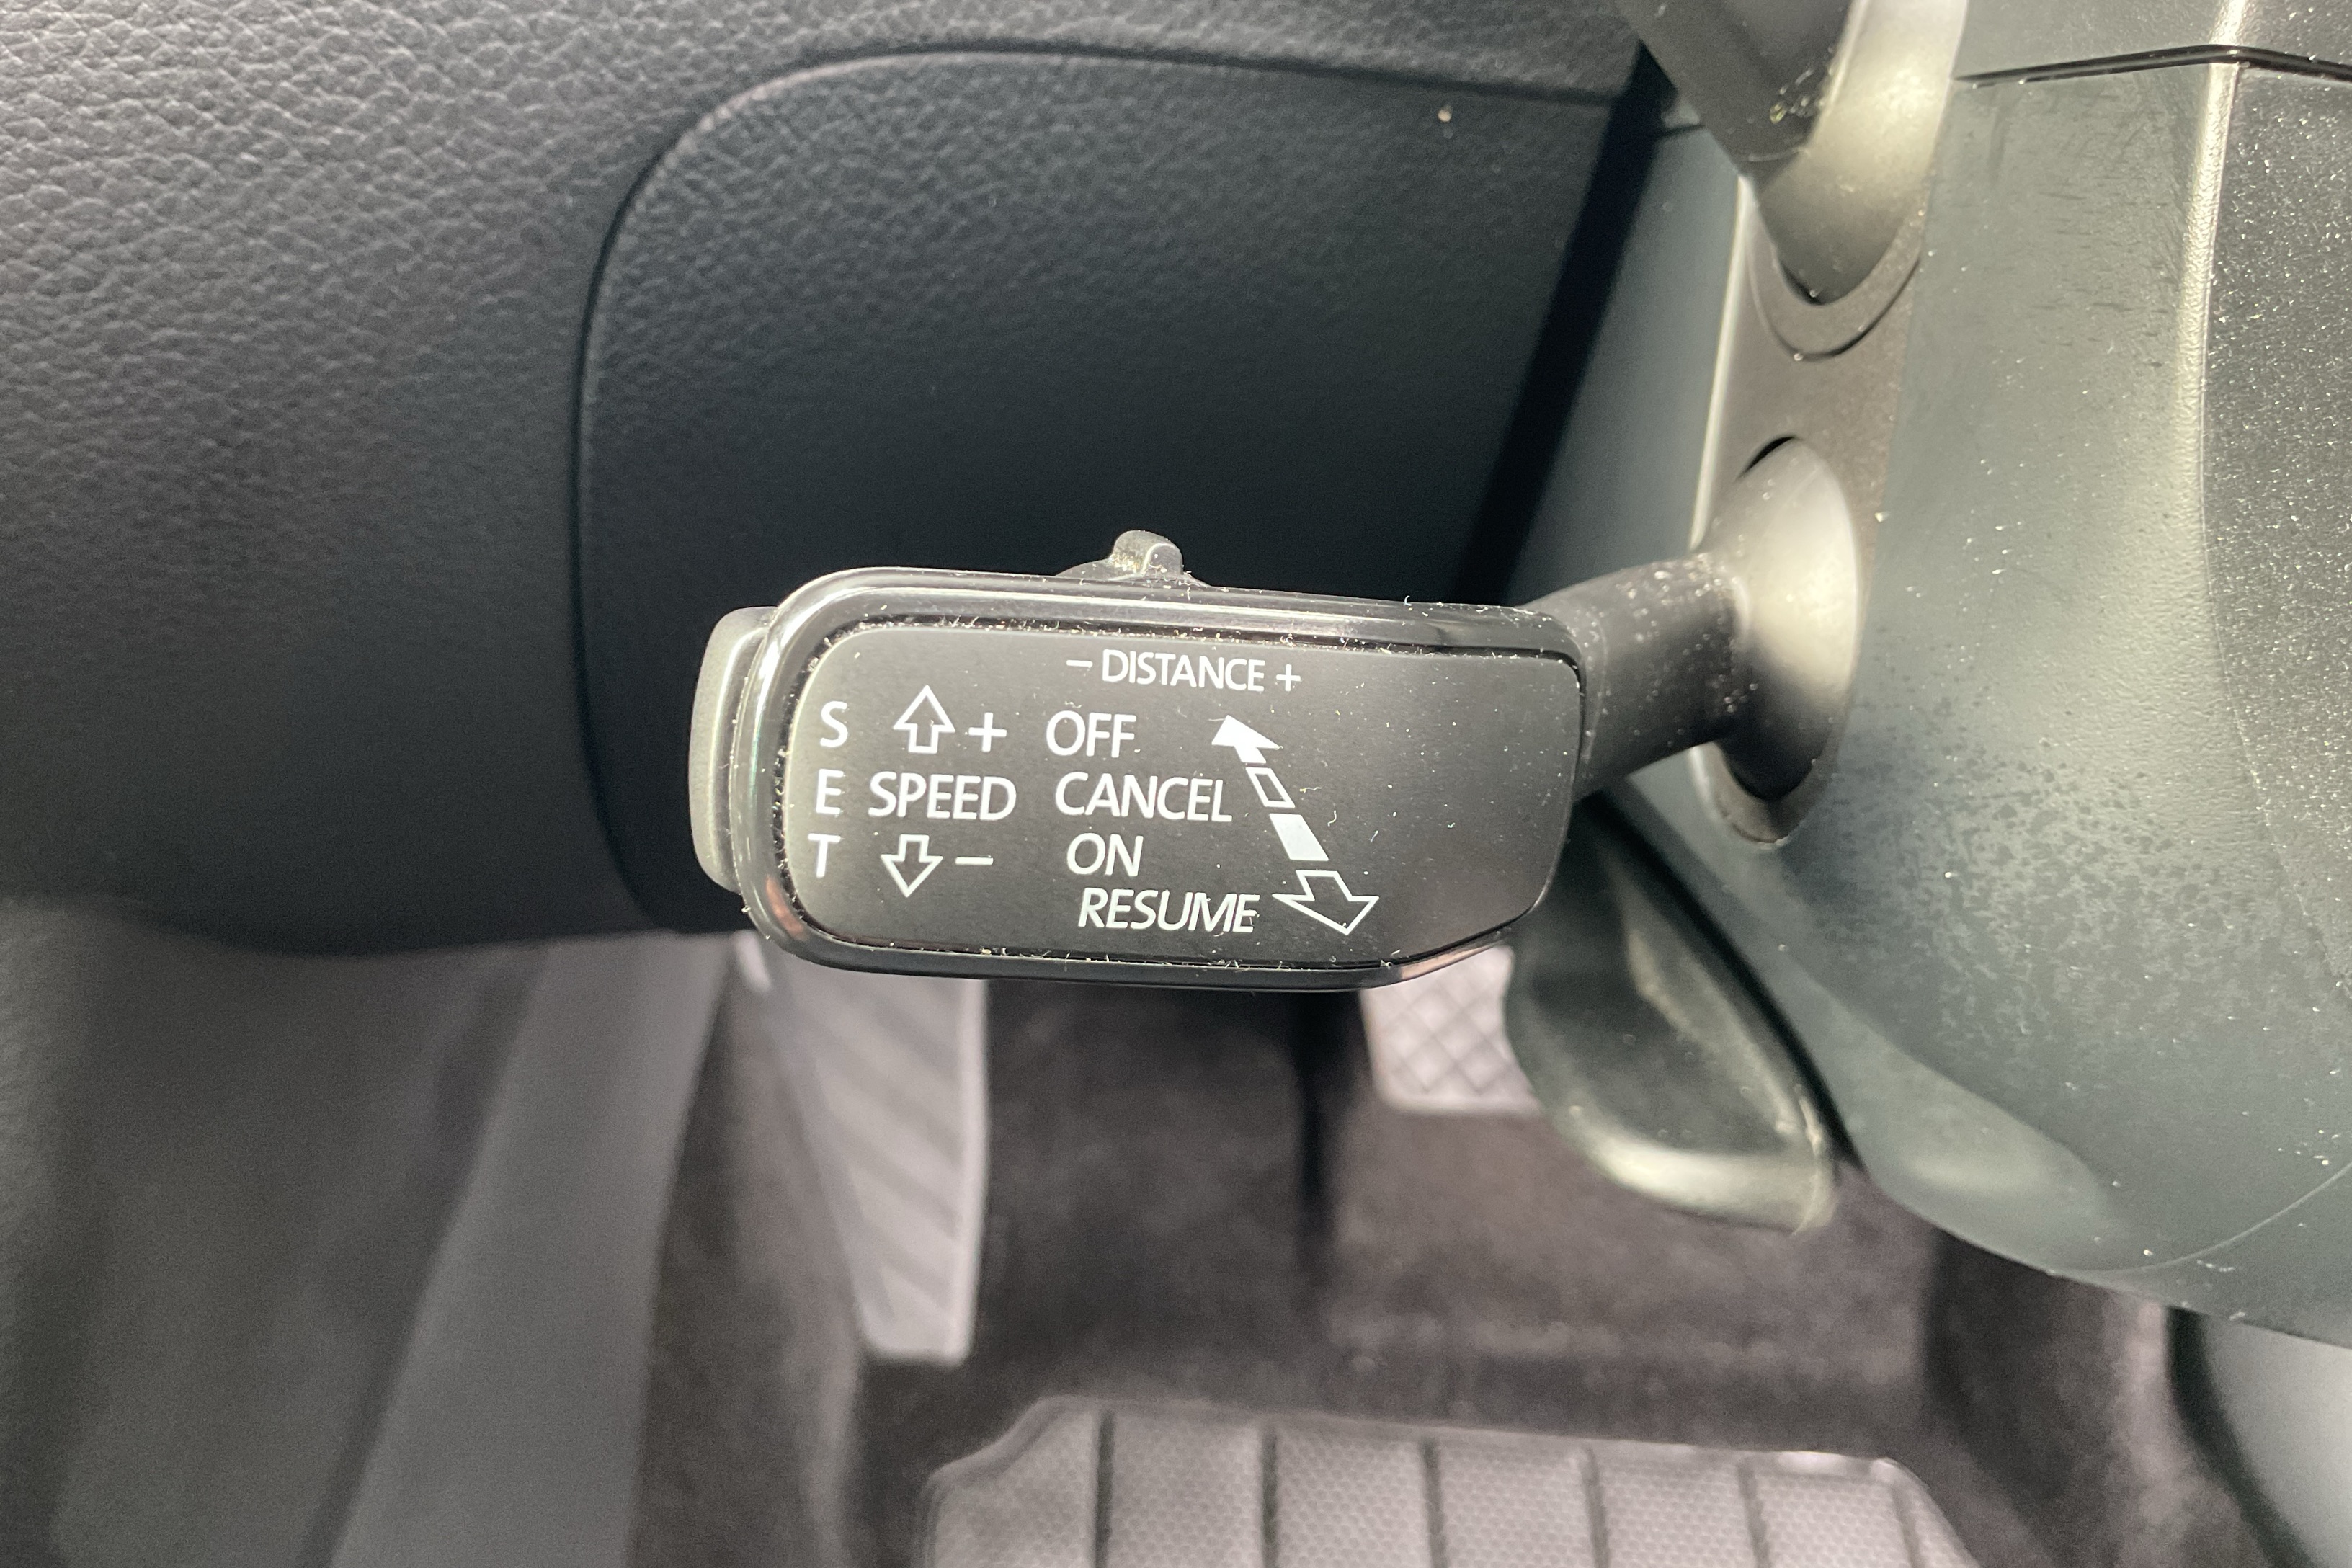 – DISTANCE +
S + OFF
E SPEED CANCEL
T – ON
RESUME